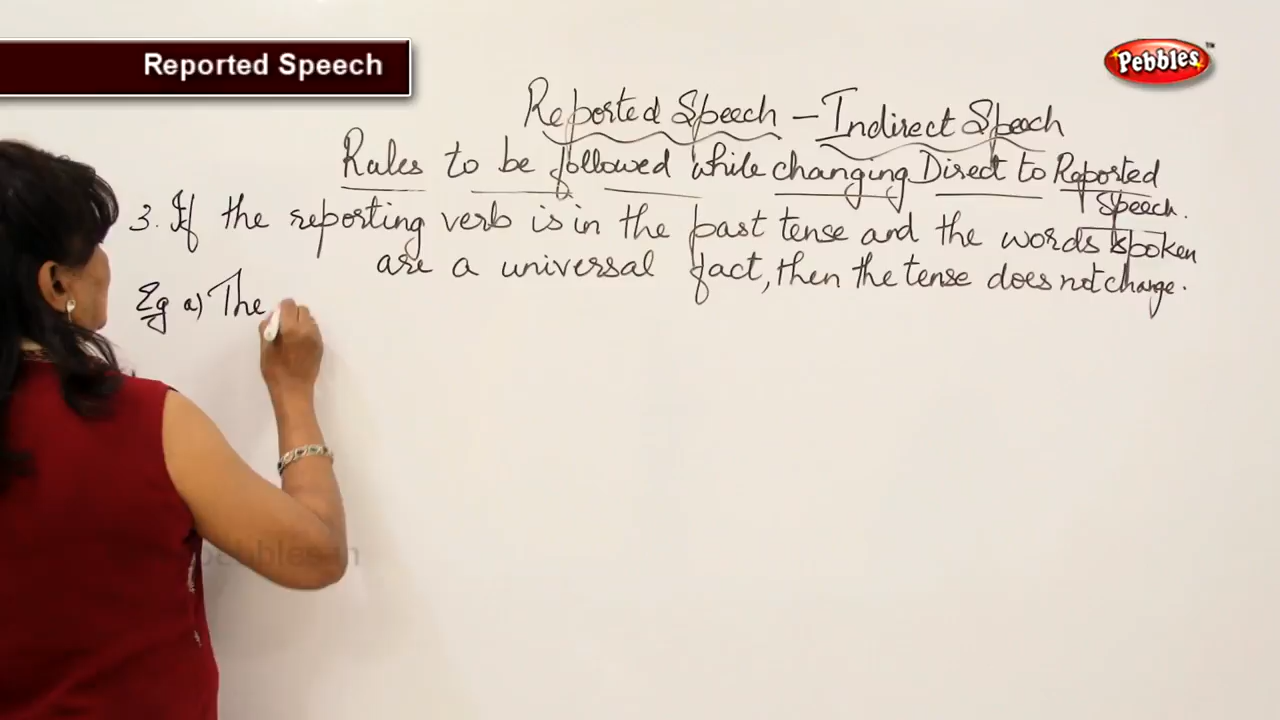 Reported Speech
Pebbles™
Reported Speech - Indirect Speech
Rules to be followed while changing Direct to Reported
Speech.
3. If the reporting verb is in the past tense and the words spoken
are a universal fact, then the tense does not change.
Eg a) The
pebbles.in